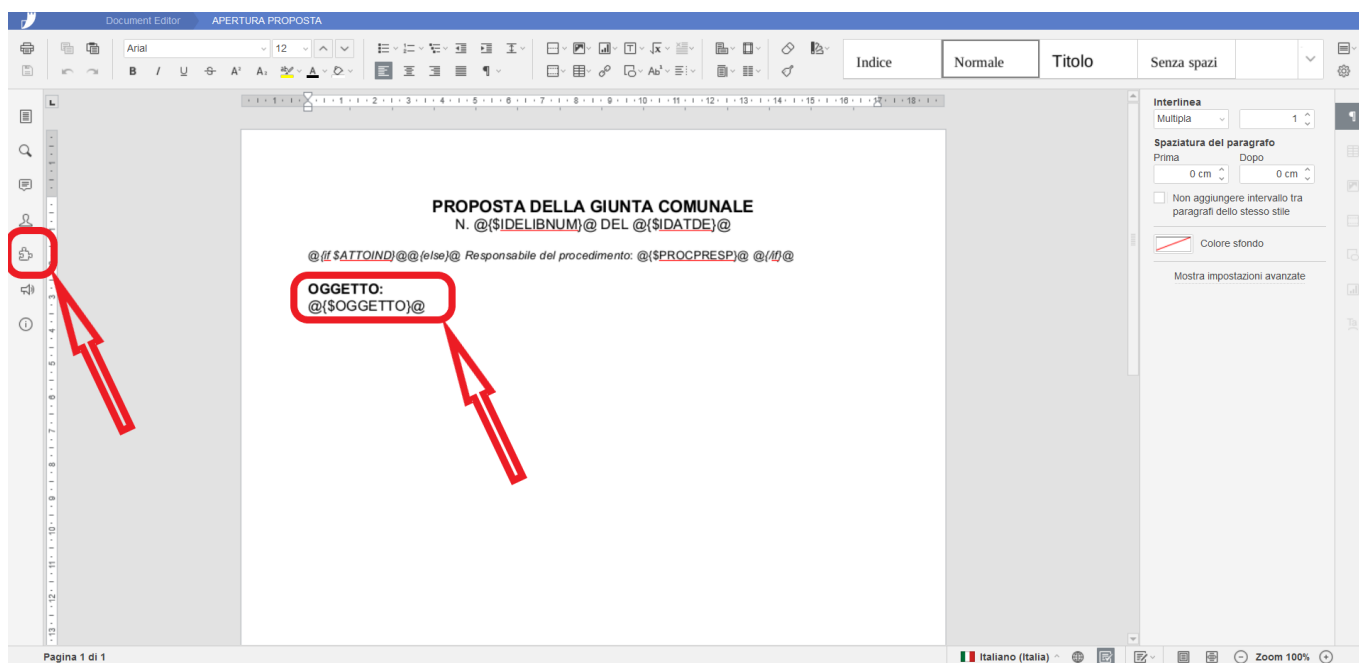 Document Editor APERTURA PROPOSTA
Arial 12
B I U S A² A₂ A
Indice Normale Titolo Senza spazi
Interlinea
Multipla 1
Spaziatura del paragrafo
Prima Dopo
0 cm 0 cm
Non aggiungere intervallo tra
paragrafi dello stesso stile
Colore sfondo
Mostra impostazioni avanzate
PROPOSTA DELLA GIUNTA COMUNALE
N. @{$IDELIBNUM}@ DEL @{$IDATDE}@
@{if $ATTOIND}@@{else}@ Responsabile del procedimento: @{$PROCPRESP}@ @{/if}@
OGGETTO:
@{$OGGETTO}@
Pagina 1 di 1 Italiano (Italia) Zoom 100%